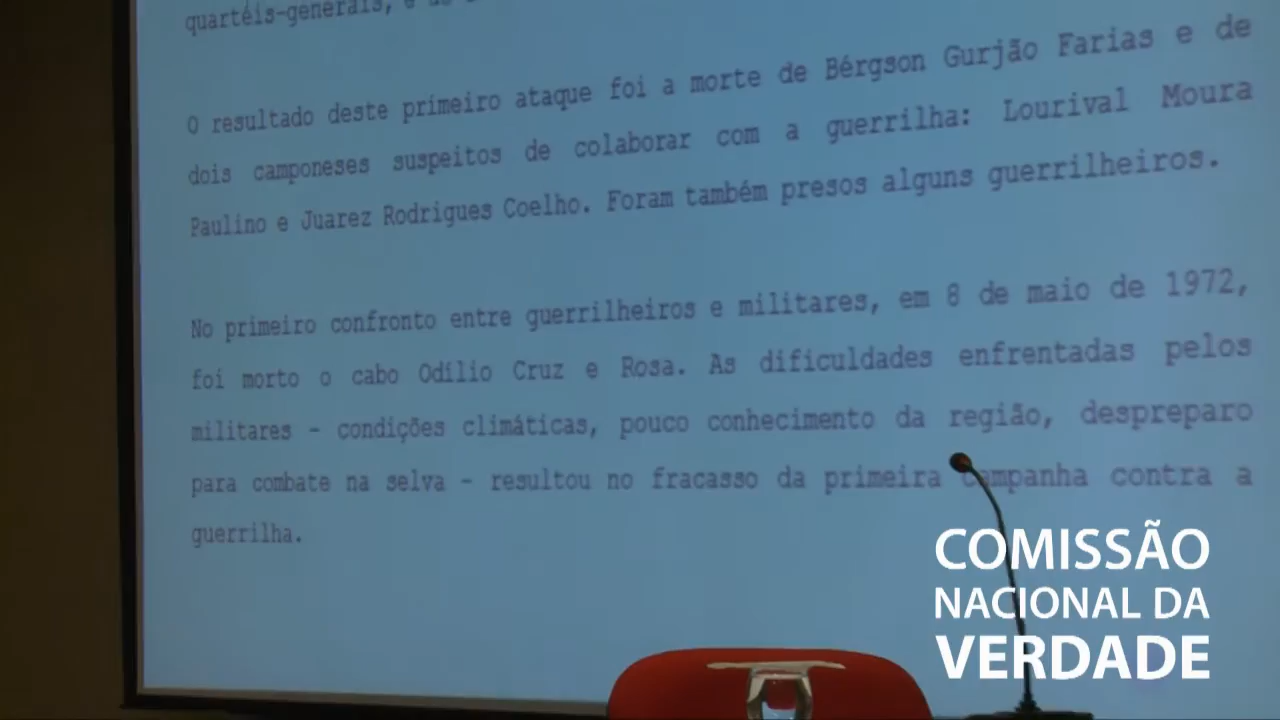 quartéis-generais, e
O resultado deste primeiro ataque foi a morte de Bérgson Gurjão Farias e de
dois camponeses suspeitos de colaborar com a guerrilha: Lourival Moura
Paulino e Juarez Rodrigues Coelho. Foram também presos alguns guerrilheiros.
No primeiro confronto entre guerrilheiros e militares, em 8 de maio de 1972,
foi morto o cabo Odílio Cruz e Rosa. As dificuldades enfrentadas pelos
militares - condições climáticas, pouco conhecimento da região, despreparo
para combate na selva - resultou no fracasso da primeira campanha contra a
guerrilha.
COMISSÃO
NACIONAL DA
VERDADE